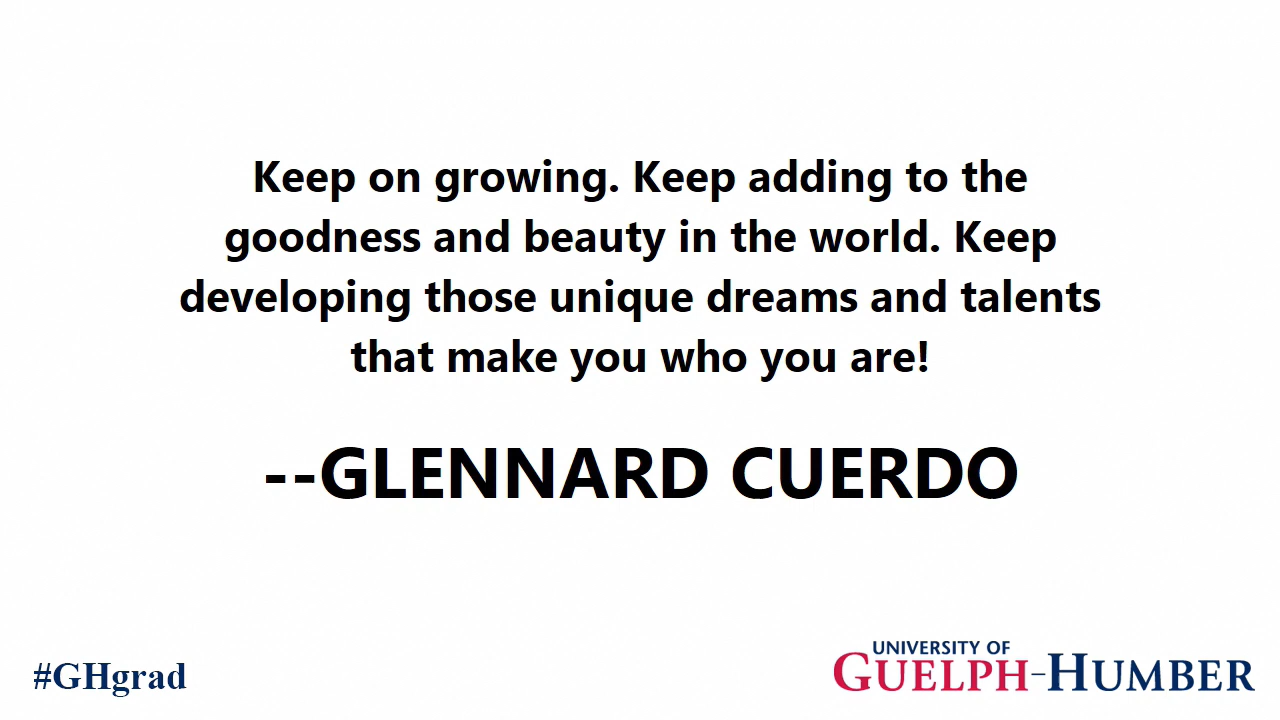 Keep on growing. Keep adding to the
goodness and beauty in the world. Keep
developing those unique dreams and talents
that make you who you are!
--GLENNARD CUERDO
#GHgrad
UNIVERSITY OF
GUELPH-HUMBER